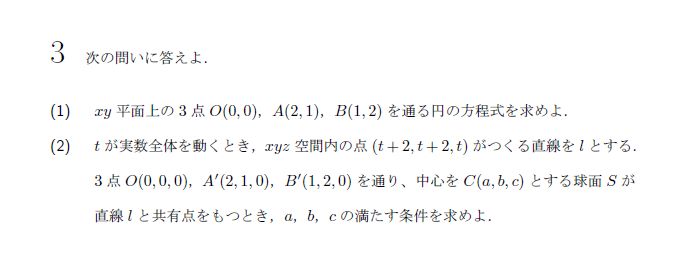 3 次の問いに答えよ.
(1) xy 平面上の 3 点 O(0,0), A(2,1), B(1,2) を通る円の方程式を求めよ.
(2) t が実数全体を動くとき, xyz 空間内の点 (t+2,t+2,t) がつくる直線を l とする.
3 点 O(0,0,0), A′(2,1,0), B′(1,2,0) を通り、中心を C(a,b,c) とする球面 S が
直線 l と共有点をもつとき, a, b, c の満たす条件を求めよ.